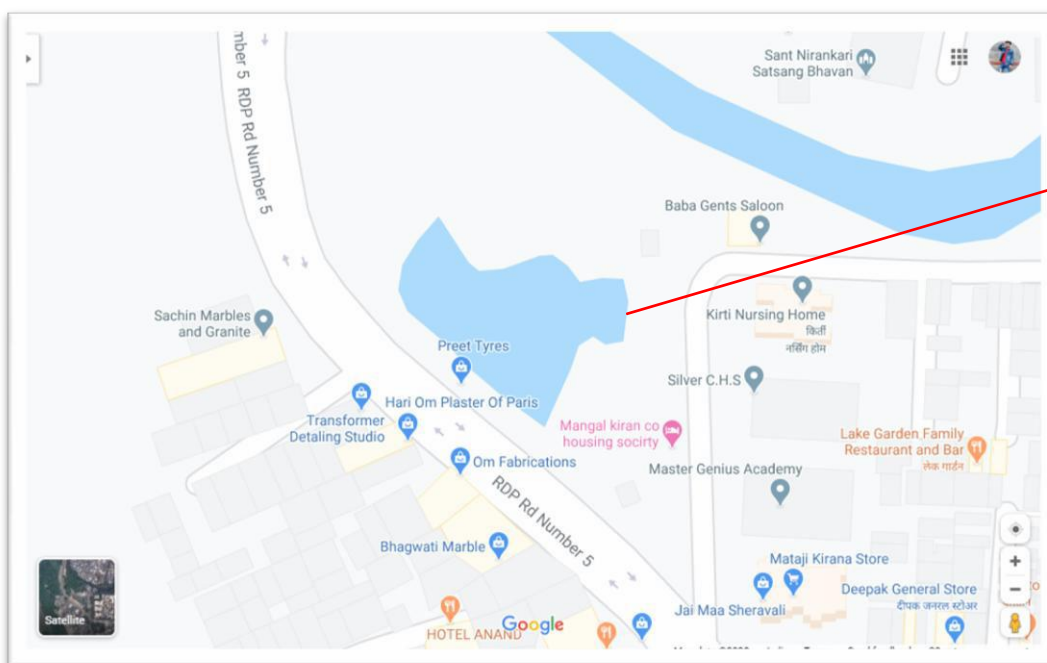 mber 5
RDP Rd Number 5
Sant Nirankari
Satsang Bhavan
Baba Gents Saloon
Sachin Marbles
and Granite
Kirti Nursing Home
किर्ती
नर्सिंग होम
Preet Tyres
Silver C.H.S
Hari Om Plaster Of Paris
Transformer
Detaling Studio
Mangal kiran co
housing socirty
Lake Garden Family
Restaurant and Bar
लेक गार्डन
Om Fabrications
Master Genius Academy
RDP Rd Number 5
Bhagwati Marble
Mataji Kirana Store
Deepak General Store
दीपक जनरल स्टोअर
Jai Maa Sheravali
Satellite
HOTEL ANAND
Google